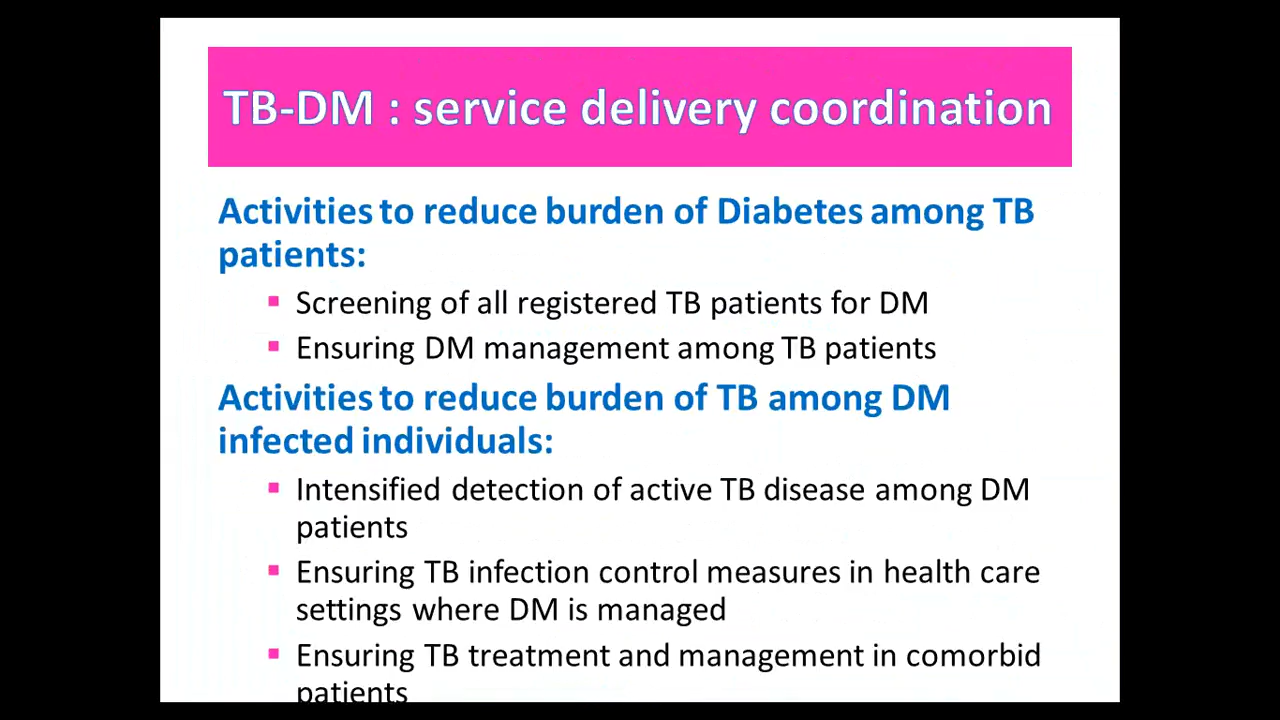 TB-DM : service delivery coordination
Activities to reduce burden of Diabetes among TB
patients:
▪ Screening of all registered TB patients for DM
▪ Ensuring DM management among TB patients
Activities to reduce burden of TB among DM
infected individuals:
▪ Intensified detection of active TB disease among DM
patients
▪ Ensuring TB infection control measures in health care
settings where DM is managed
▪ Ensuring TB treatment and management in comorbid
patients